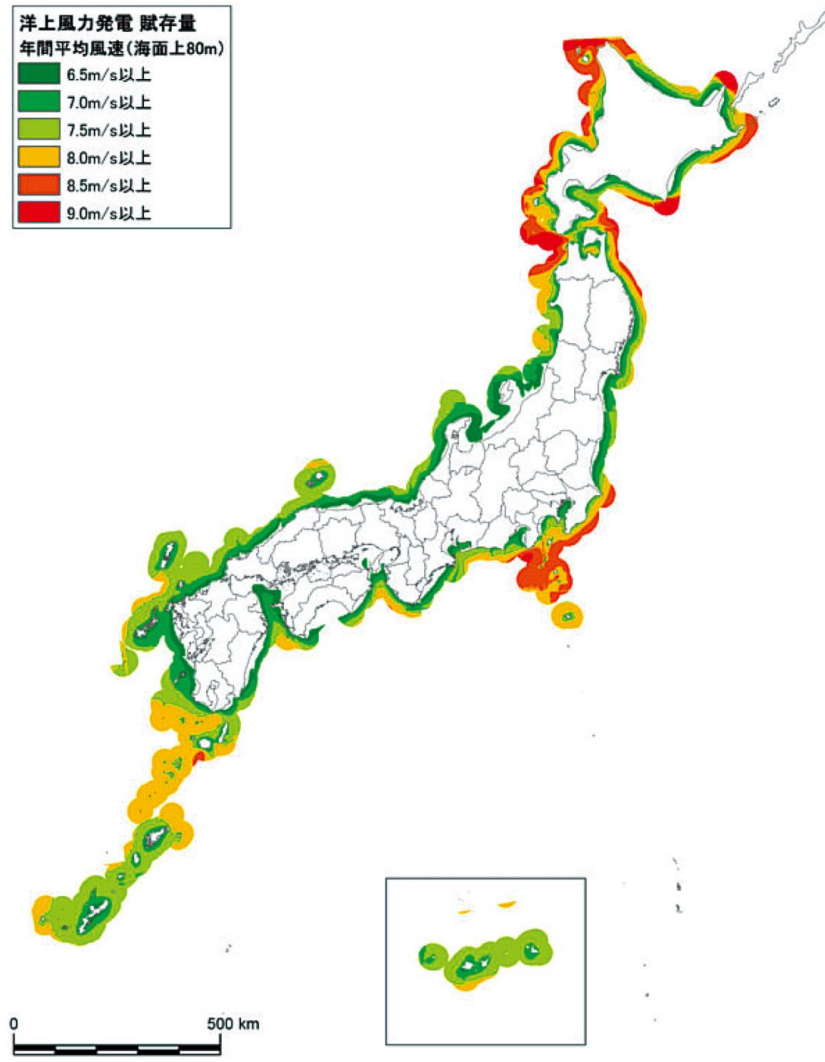 洋上風力発電 賦存量
年間平均風速(海面上80m)
6.5m/s以上
7.0m/s以上
7.5m/s以上
8.0m/s以上
8.5m/s以上
9.0m/s以上
0 500 km